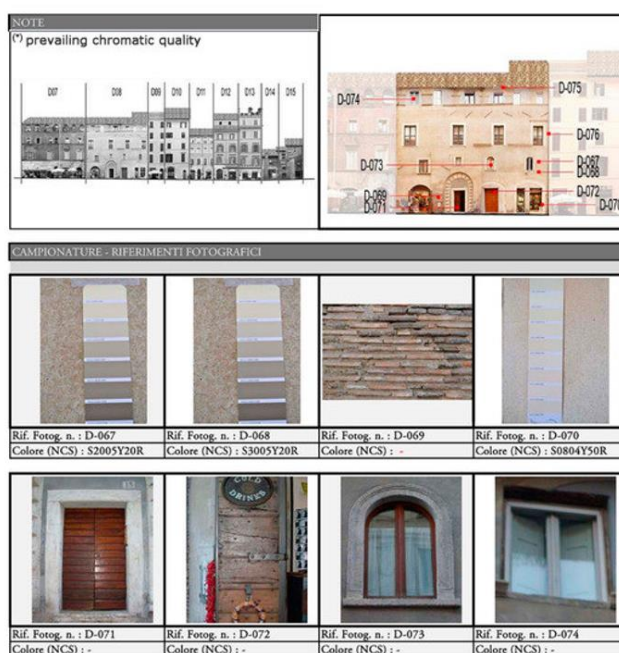 NOTE
(*) prevailing chromatic quality
D07 D08 D09 D10 D11 D12 D13 D14 D15
D-075
D-074
D-076
D-073
D-067
D-068
D-072
D-069
D-071
D-070
CAMPIONATURE - RIFERIMENTI FOTOGRAFICI
Rif. Fotog. n. : D-067
Colore (NCS) : S2005Y20R
Rif. Fotog. n. : D-068
Colore (NCS) : S3005Y20R
Rif. Fotog. n. : D-069
Colore (NCS) : -
Rif. Fotog. n. : D-070
Colore (NCS) : S0804Y50R
COLD
DRINKS
Rif. Fotog. n. : D-071
Colore (NCS) : -
Rif. Fotog. n. : D-072
Colore (NCS) : -
Rif. Fotog. n. : D-073
Colore (NCS) : -
Rif. Fotog. n. : D-074
Colore (NCS) : -